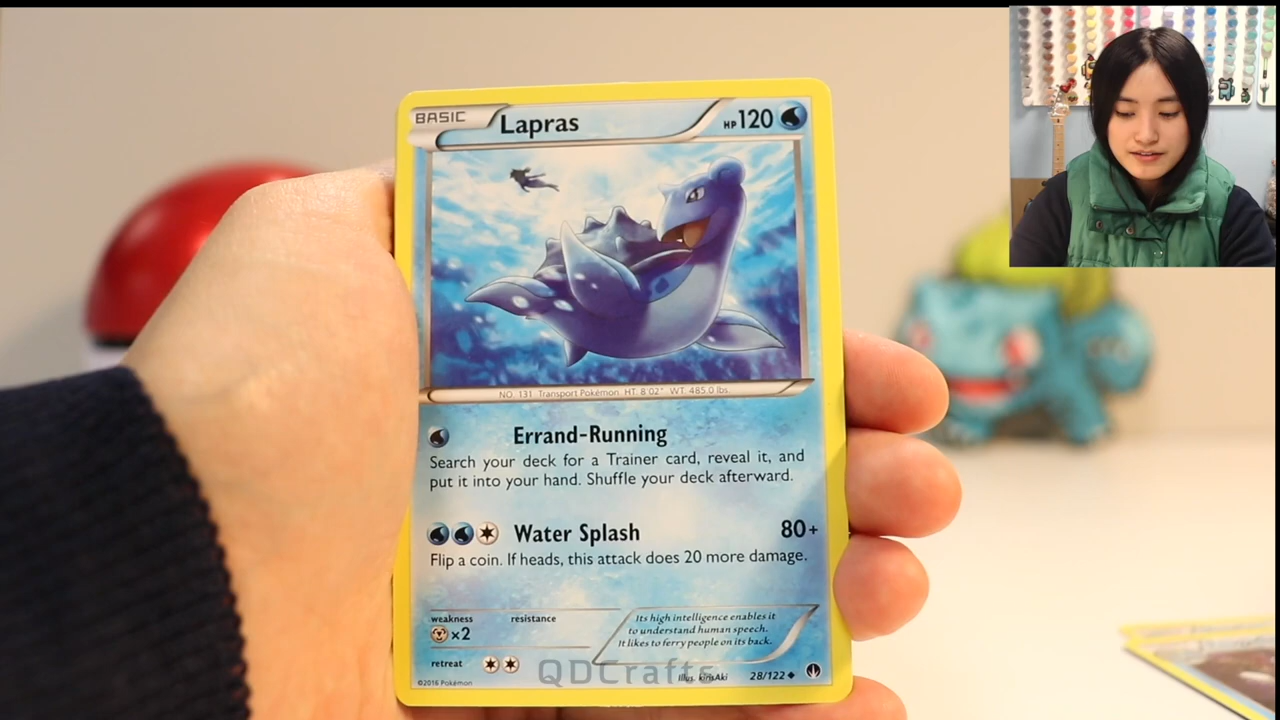 BASIC
Lapras
HP 120
NO. 131 Transport Pokémon. HT. 8'02" WT. 485.0 lbs.
Errand-Running
Search your deck for a Trainer card, reveal it, and
put it into your hand. Shuffle your deck afterward.
Water Splash 80+
Flip a coin. If heads, this attack does 20 more damage.
weakness resistance
×2
Its high intelligence enables it
to understand human speech.
It likes to ferry people on its back.
retreat
QDCrafts
©2016 Pokémon
Illus. kirisAki 28/122